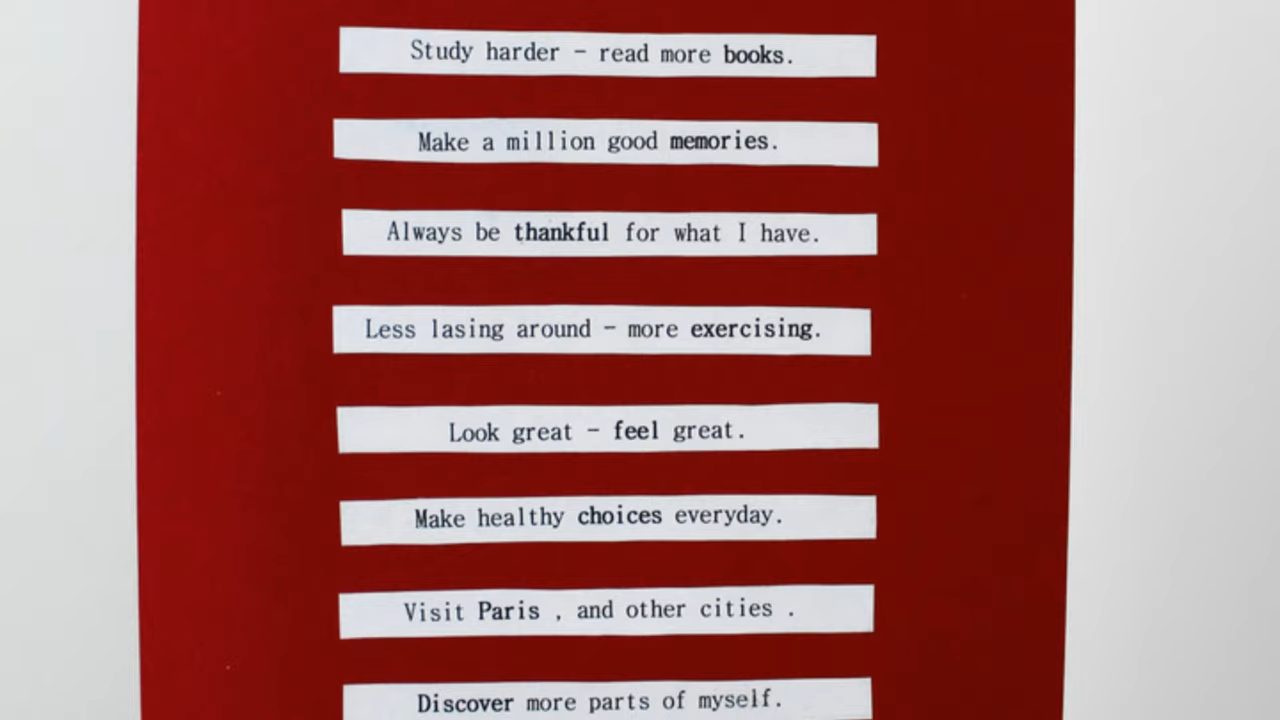 Study harder - read more books.
Make a million good memories.
Always be thankful for what I have.
Less lasing around - more exercising.
Look great - feel great.
Make healthy choices everyday.
Visit Paris , and other cities .
Discover more parts of myself.